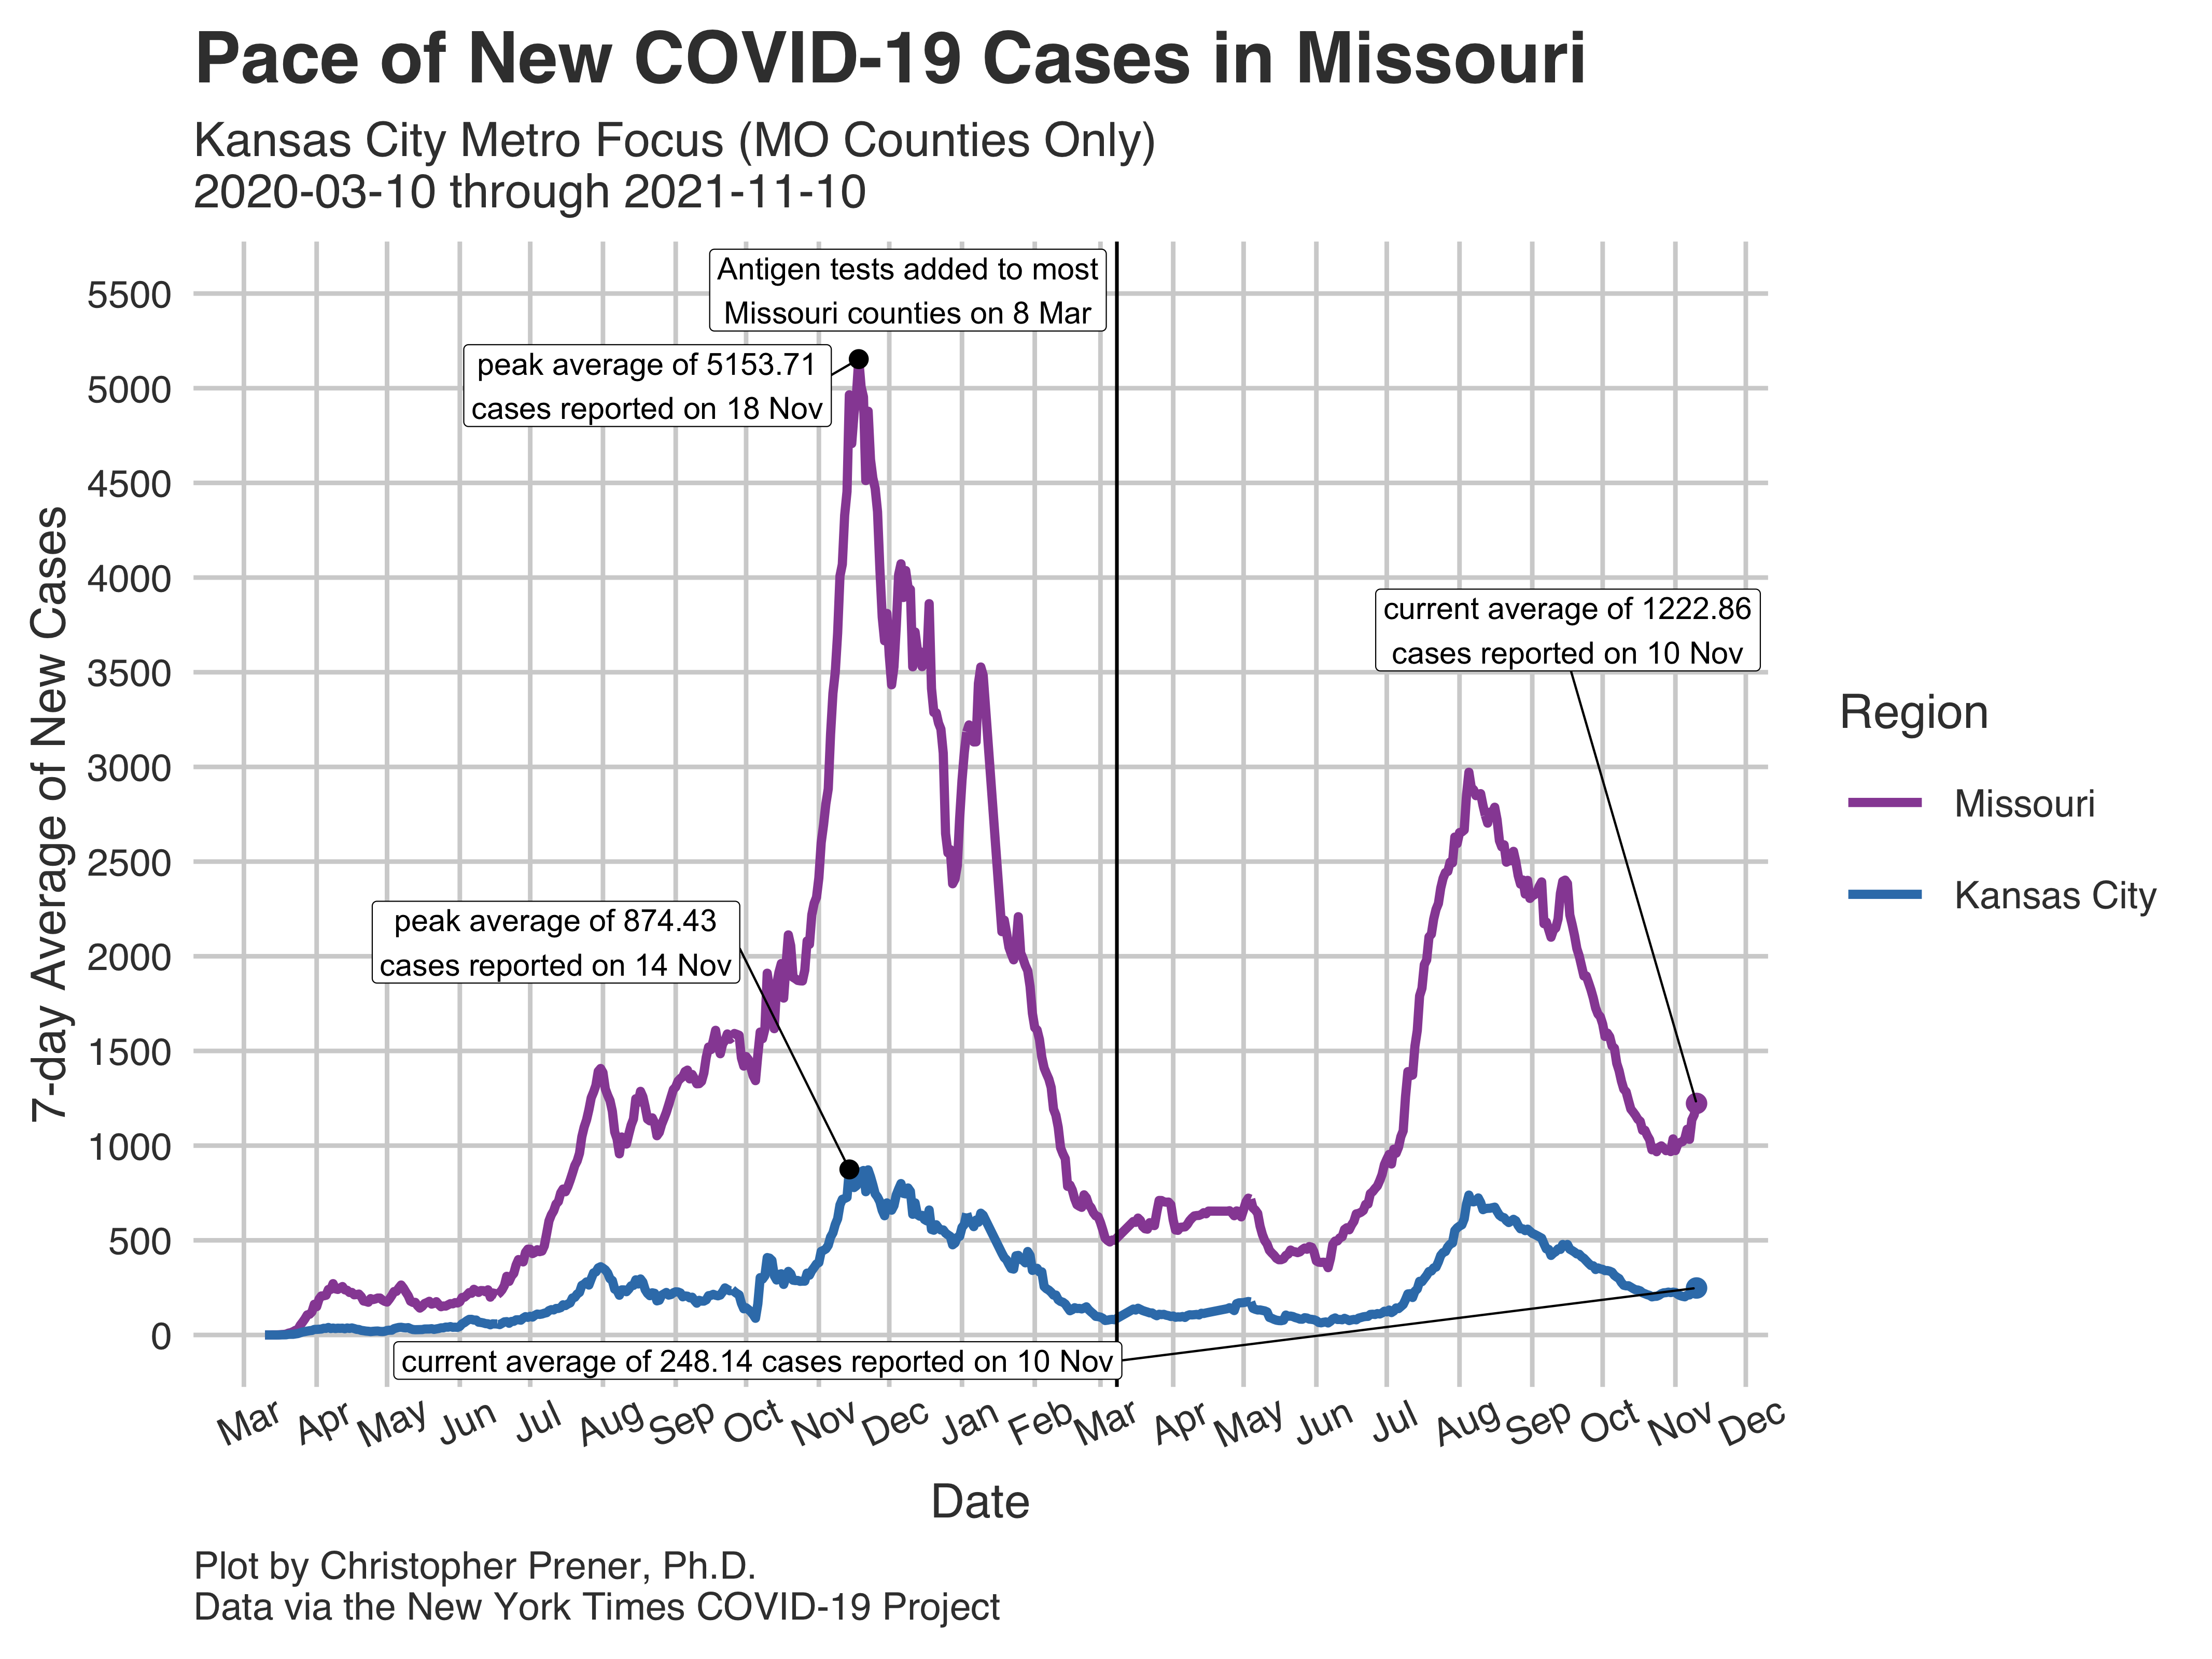 Pace of New COVID-19 Cases in Missouri
Kansas City Metro Focus (MO Counties Only)
2020-03-10 through 2021-11-10
Antigen tests added to most
Missouri counties on 8 Mar
peak average of 5153.71
cases reported on 18 Nov
current average of 1222.86
cases reported on 10 Nov
peak average of 874.43
cases reported on 14 Nov
current average of 248.14 cases reported on 10 Nov
7-day Average of New Cases
5500
5000
4500
4000
3500
3000
2500
2000
1500
1000
500
0
Mar Apr May Jun Jul Aug Sep Oct Nov Dec Jan Feb Mar Apr May Jun Jul Aug Sep Oct Nov Dec
Date
Region
Missouri
Kansas City
Plot by Christopher Prener, Ph.D.
Data via the New York Times COVID-19 Project